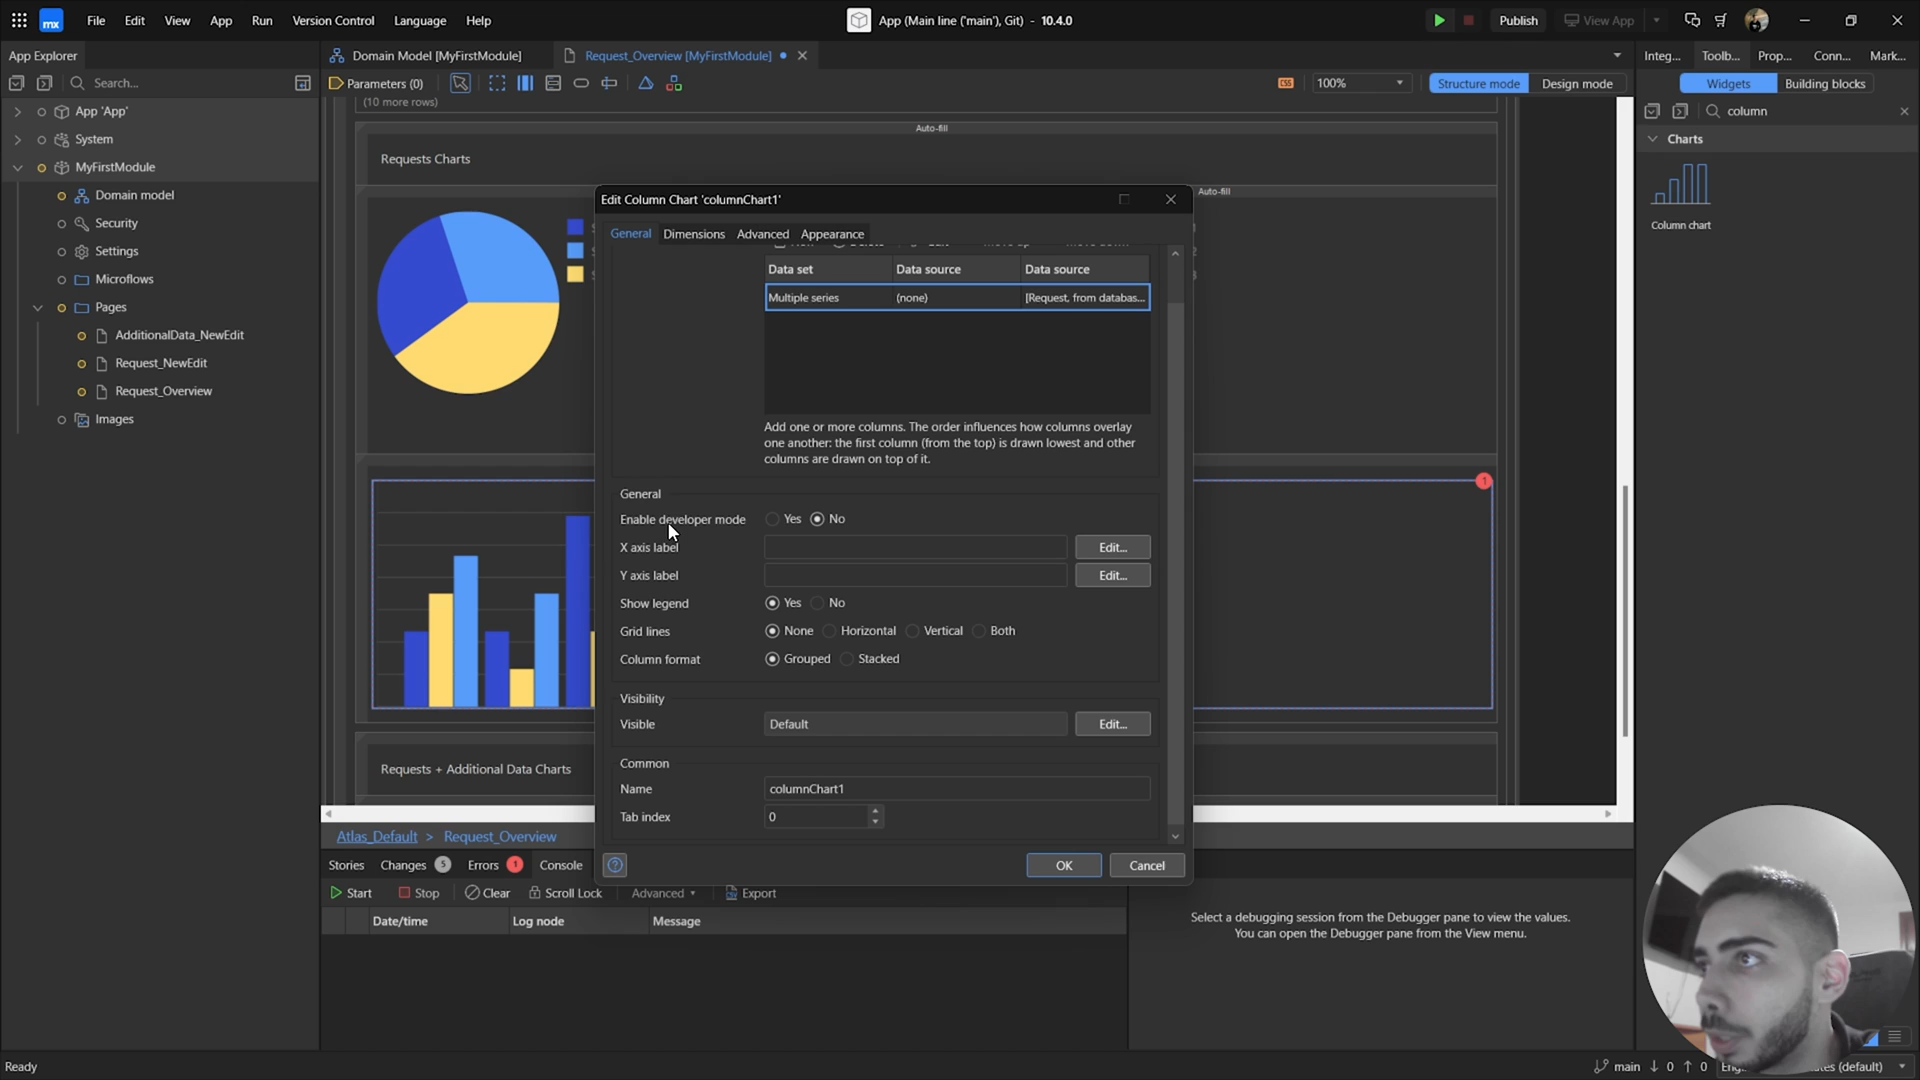 mx File Edit View App Run Version Control Language Help
App (Main line ('main'), Git) - 10.4.0
Publish View App
App Explorer
Domain Model [MyFirstModule] Request_Overview [MyFirstModule]
Integ... Toolb... Prop... Conn... Mark...
Search...
Parameters (0)
CSS 100% Structure mode Design mode
Widgets Building blocks
(10 more rows)
column
App 'App'
System
MyFirstModule
Domain model
Security
Settings
Microflows
Pages
AdditionalData_NewEdit
Request_NewEdit
Request_Overview
Images
Auto-fill
Requests Charts
Auto-fill
Charts
Column chart
Edit Column Chart 'columnChart1'
General Dimensions Advanced Appearance
Data set Data source Data source
Multiple series (none) [Request, from databas...
Add one or more columns. The order influences how columns overlay
one another: the first column (from the top) is drawn lowest and other
columns are drawn on top of it.
General
Enable developer mode Yes No
X axis label Edit...
Y axis label Edit...
Show legend Yes No
Grid lines None Horizontal Vertical Both
Column format Grouped Stacked
Visibility
Visible Default Edit...
Common
Name columnChart1
Tab index 0
OK Cancel
1
Requests + Additional Data Charts
Atlas_Default > Request_Overview
Stories Changes 5 Errors 1 Console
Start Stop Clear Scroll Lock Advanced Export
Date/time Log node Message
Select a debugging session from the Debugger pane to view the values.
You can open the Debugger pane from the View menu.
Ready
main 0 0 (default)